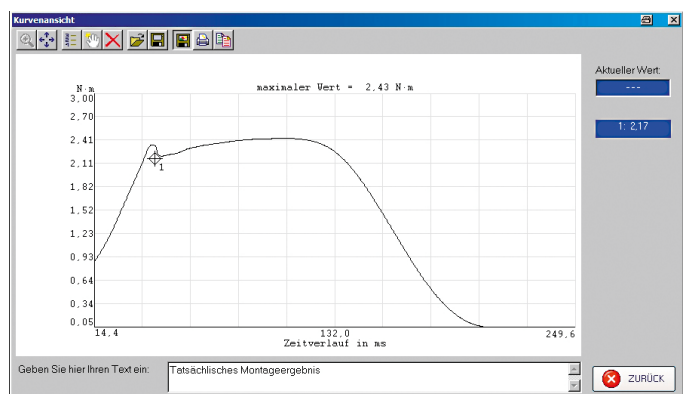 Kurvenansicht
Aktueller Wert:
---
1: 2,17
maximaler Wert = 2,43 N·m
N·m
3,00
2,70
2,41
2,11
1,82
1,52
1,23
0,93
0,64
0,34
0,05
1
14,4 132,0 249,6
Zeitverlauf in ms
Geben Sie hier Ihren Text ein: Tatsächlisches Montageergebnis
ZURÜCK